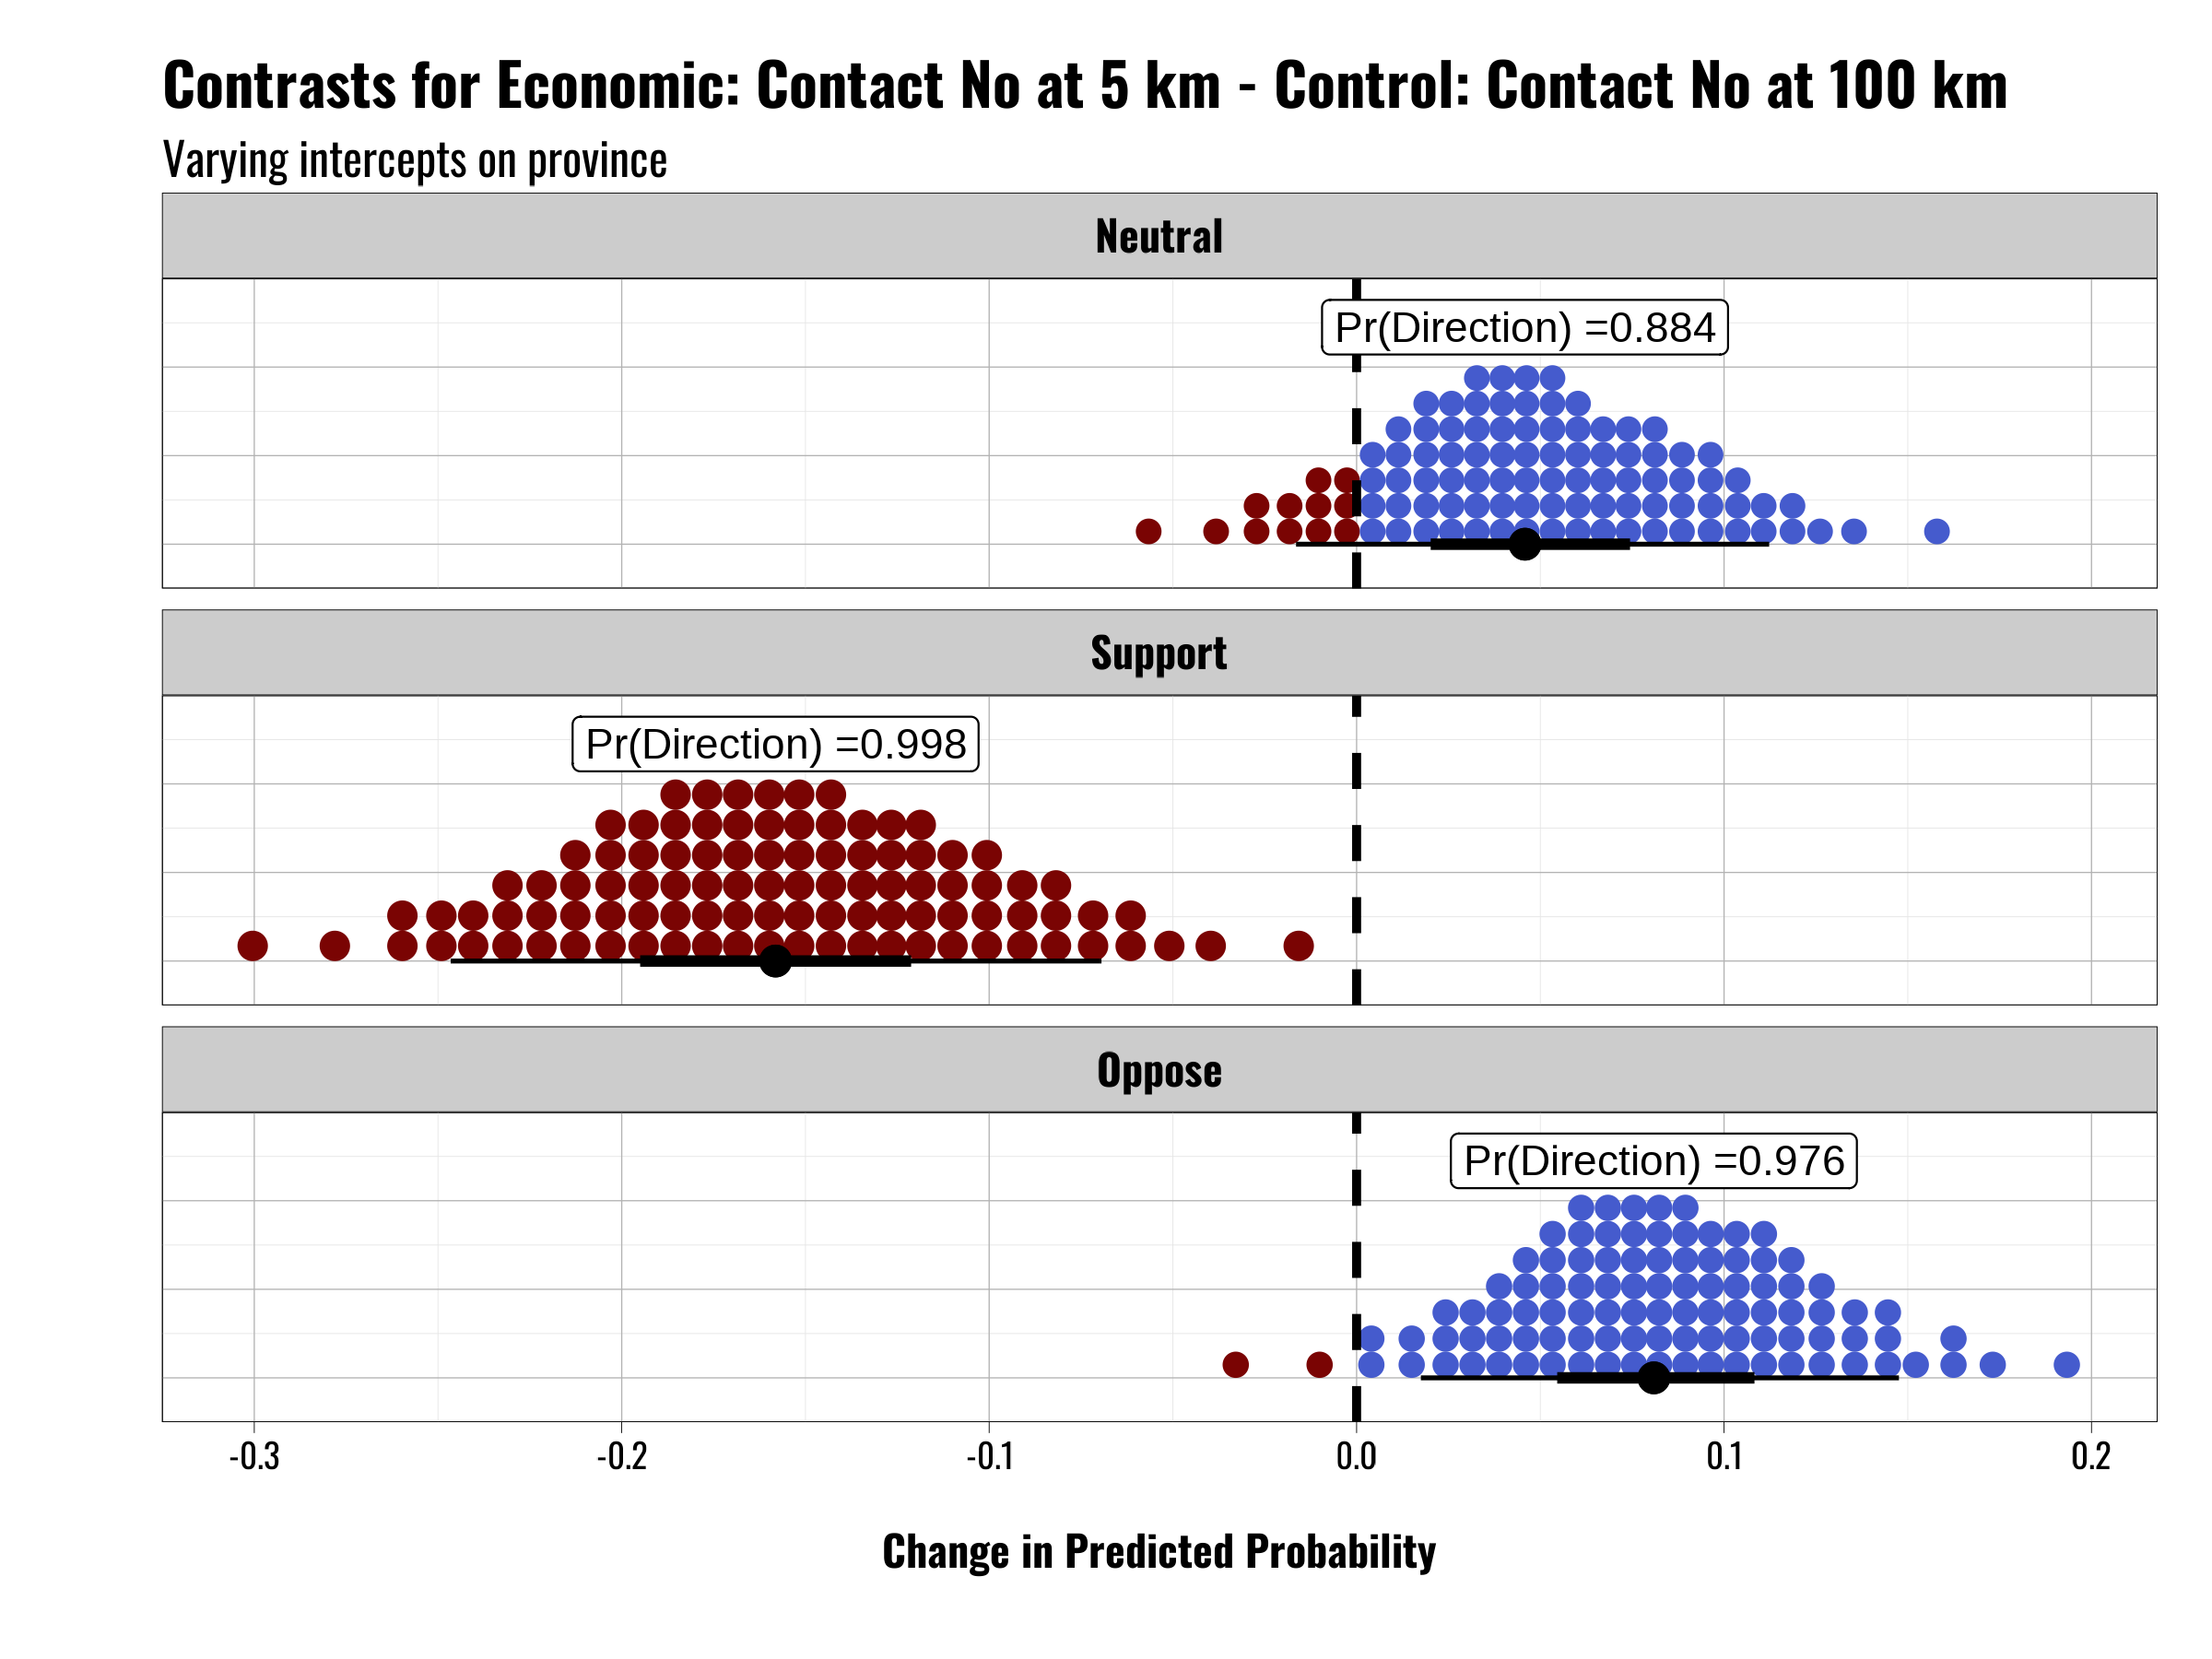 Contrasts for Economic: Contact No at 5 km - Control: Contact No at 100 km
Varying intercepts on province
Neutral
Pr(Direction) =0.884
Support
Pr(Direction) =0.998
Oppose
Pr(Direction) =0.976
-0.3 -0.2 -0.1 0.0 0.1 0.2
Change in Predicted Probability